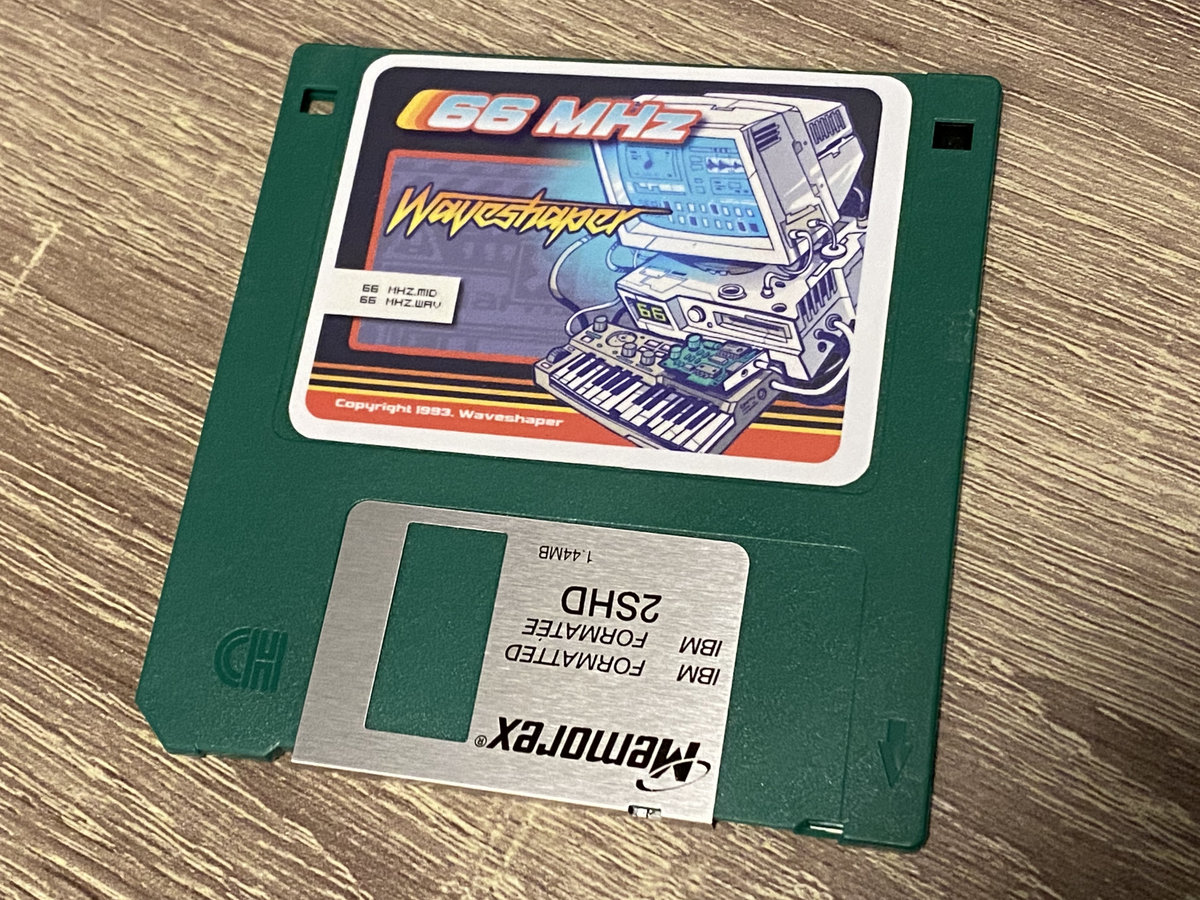 66 MHz
Waveshaper
66 MHZ.MID
66 MHZ.WAV
66
Copyright 1993. Waveshaper
CH
Memorex®
IBM FORMATTED
IBM FORMATÉE
2SHD
1.44MB